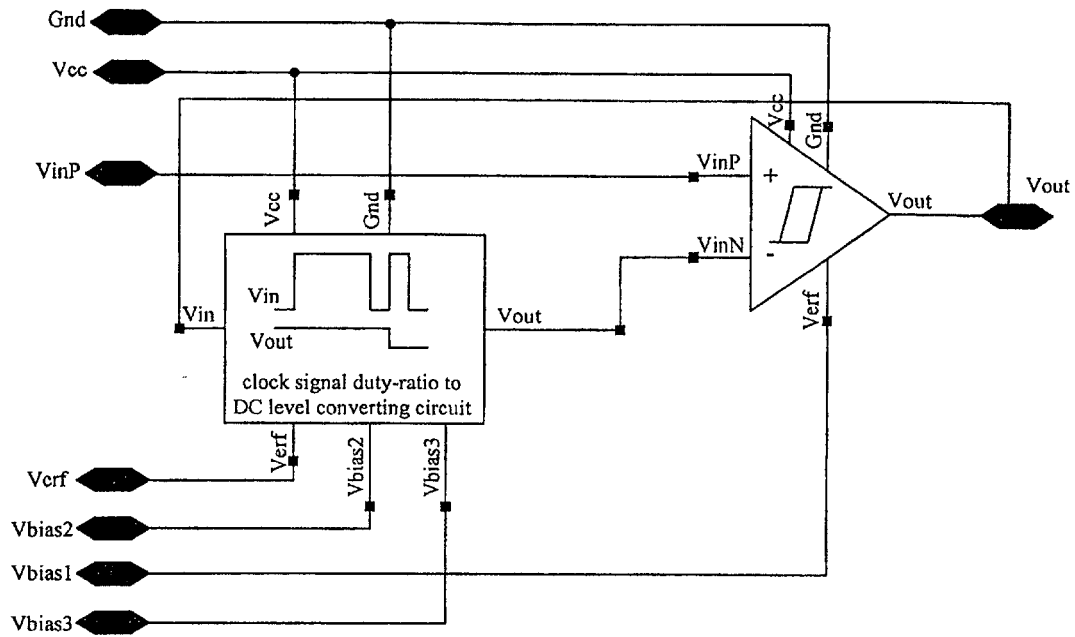 Gnd
Vcc
VinP
Vcc
Gnd
VinP
+
Vout
Vout
VinN
-
Verf
Vcc
Gnd
Vin
Vin
Vout
Vout
clock signal duty-ratio to
DC level converting circuit
Verf
Vbias2
Vbias3
Vcrf
Vbias2
Vbias1
Vbias3